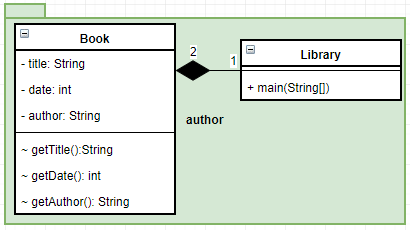 Book
- title: String
- date: int
- author: String
~ getTitle():String
~ getDate(): int
~ getAuthor(): String
2
1
author
Library
+ main(String[])